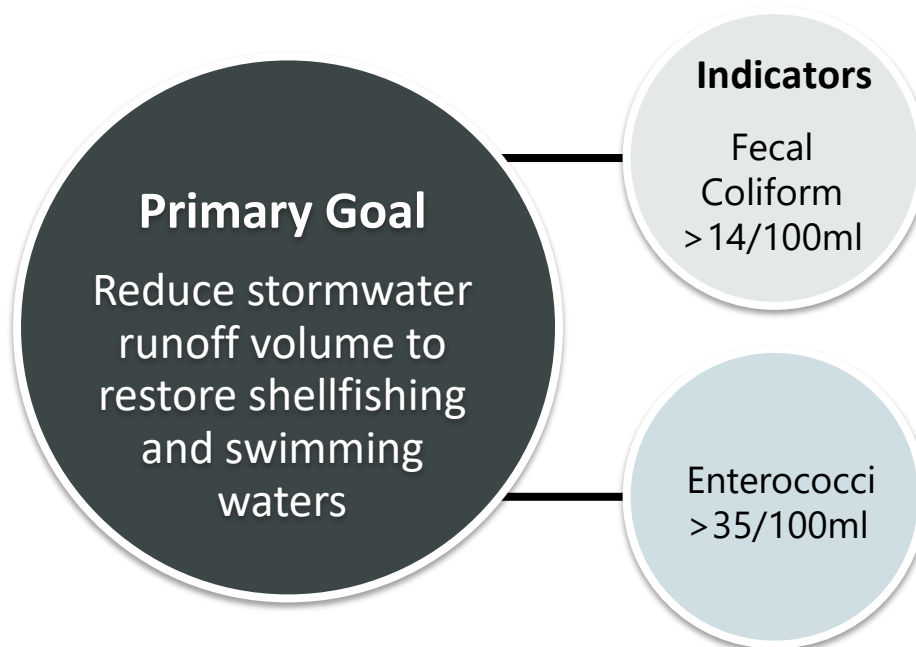 Primary Goal
Reduce stormwater
runoff volume to
restore shellfishing
and swimming
waters
Indicators
Fecal
Coliform
>14/100ml
Enterococci
>35/100ml